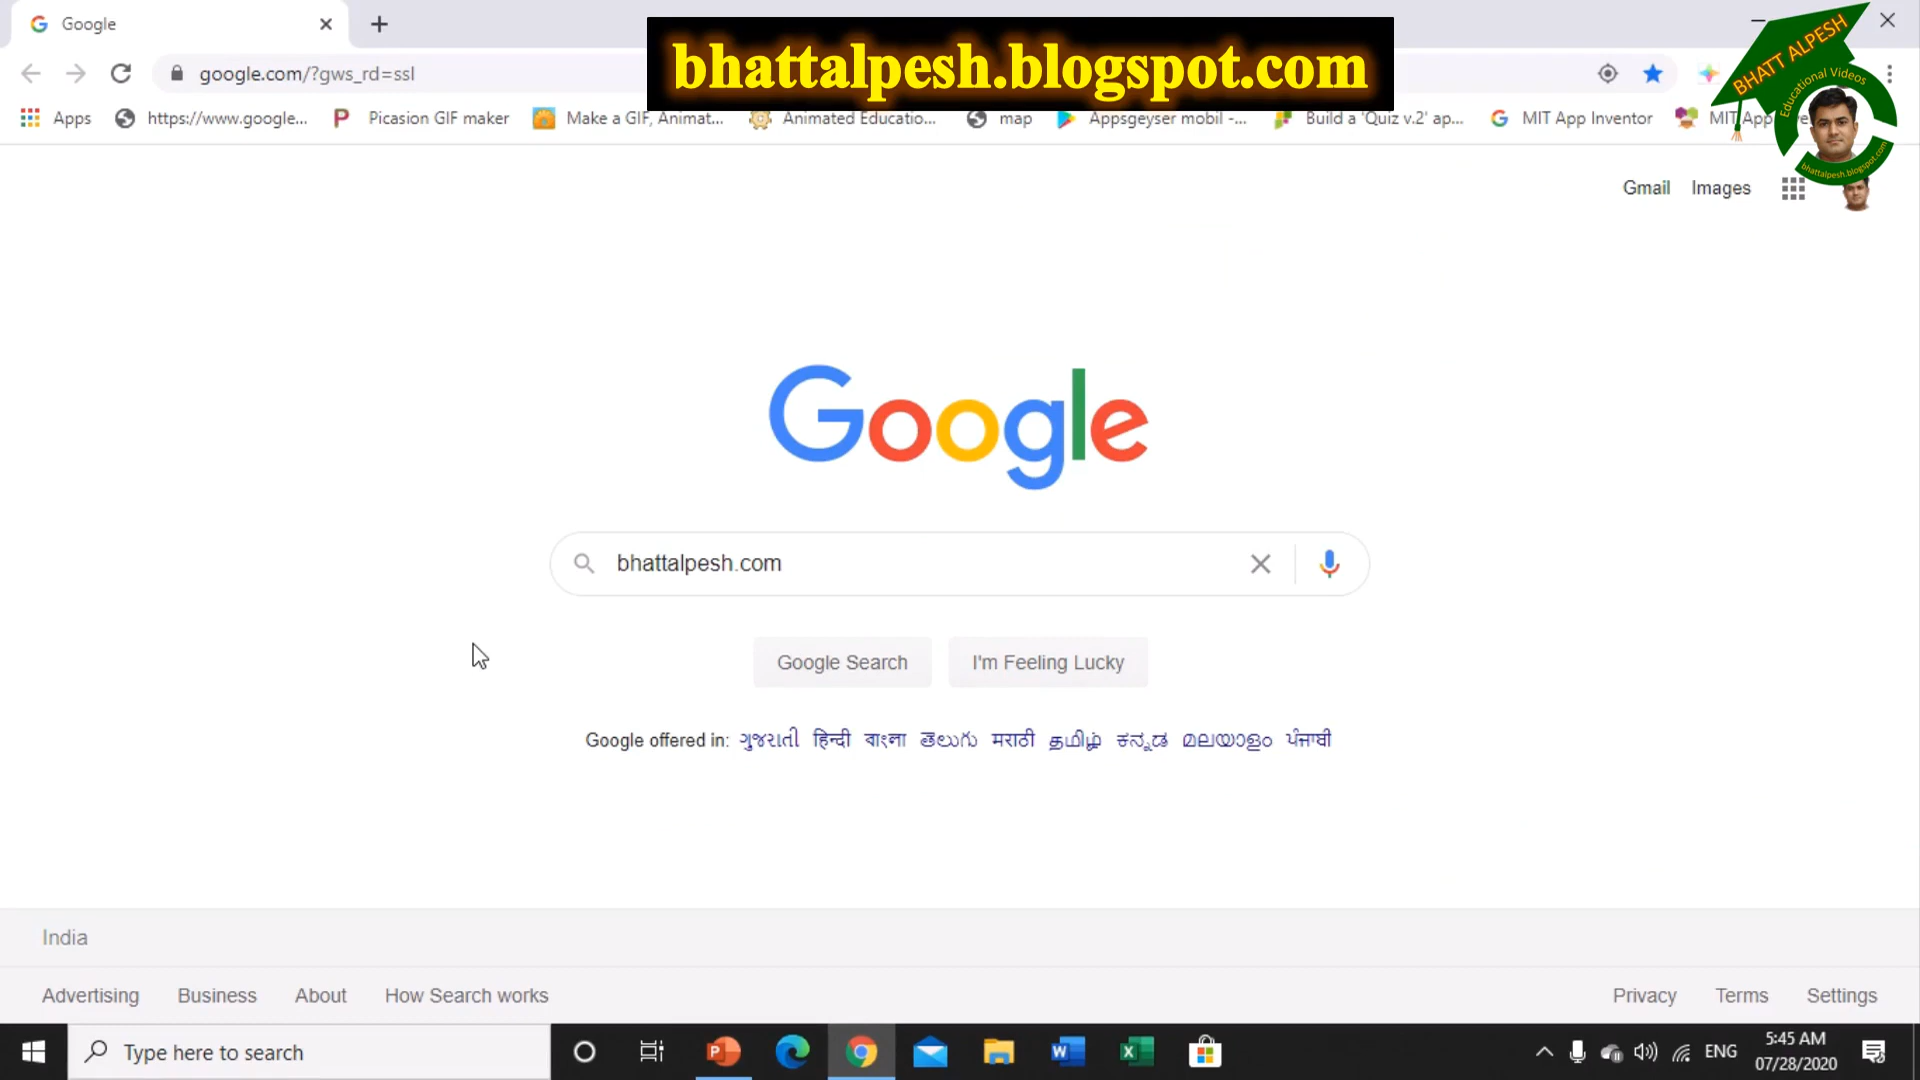 Google
google.com/?gws_rd=ssl
bhattalpesh.blogspot.com
BHATT ALPESH
Educational Videos
bhattalpesh.blogspot.com
Apps https://www.google... Picasion GIF maker Make a GIF, Animat... Animated Educatio... map Appsgeyser mobil -... Build a 'Quiz v.2' ap... MIT App Inventor MIT App
Gmail Images
Google
bhattalpesh.com
Google Search I'm Feeling Lucky
Google offered in: ગુજરાતી हिन्दी বাংলা తెలుగు मराठी தமிழ் ಕನ್ನಡ മലയാളം ਪੰਜਾਬੀ
India
Advertising Business About How Search works Privacy Terms Settings
Type here to search ENG 5:45 AM
07/28/2020